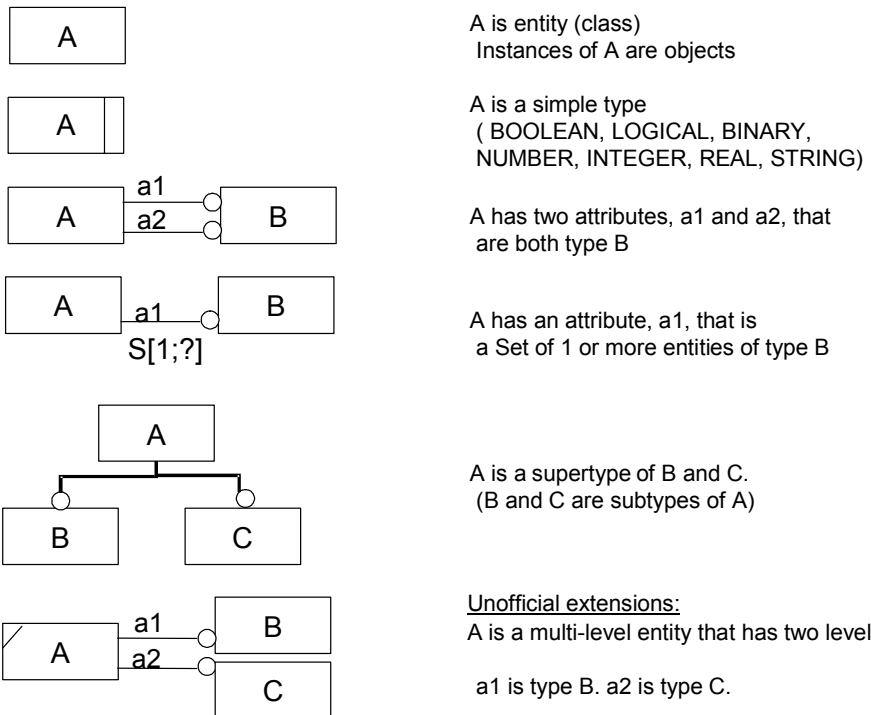 A
A is entity (class)
Instances of A are objects
A
A is a simple type
( BOOLEAN, LOGICAL, BINARY,
NUMBER, INTEGER, REAL, STRING)
A
a1
a2
B
A has two attributes, a1 and a2, that
are both type B
A
a1
S[1;?]
B
A has an attribute, a1, that is
a Set of 1 or more entities of type B
A
B
C
A is a supertype of B and C.
(B and C are subtypes of A)
A
a1
a2
B
C
Unofficial extensions:
A is a multi-level entity that has two level
a1 is type B. a2 is type C.